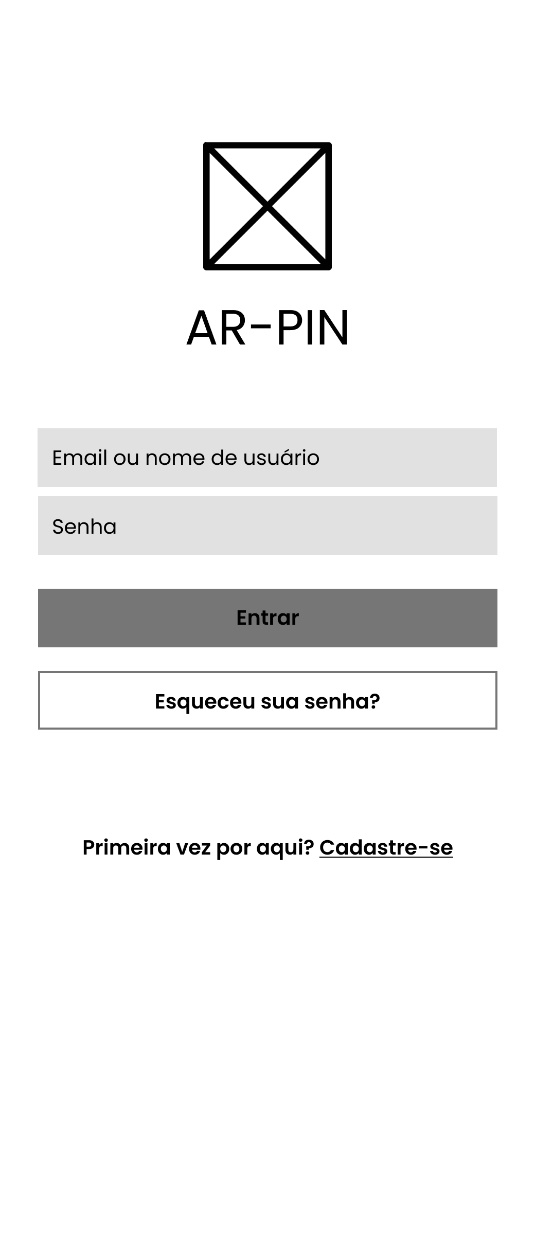 AR-PIN
Email ou nome de usuário
Senha
Entrar
Esqueceu sua senha?
Primeira vez por aqui? Cadastre-se